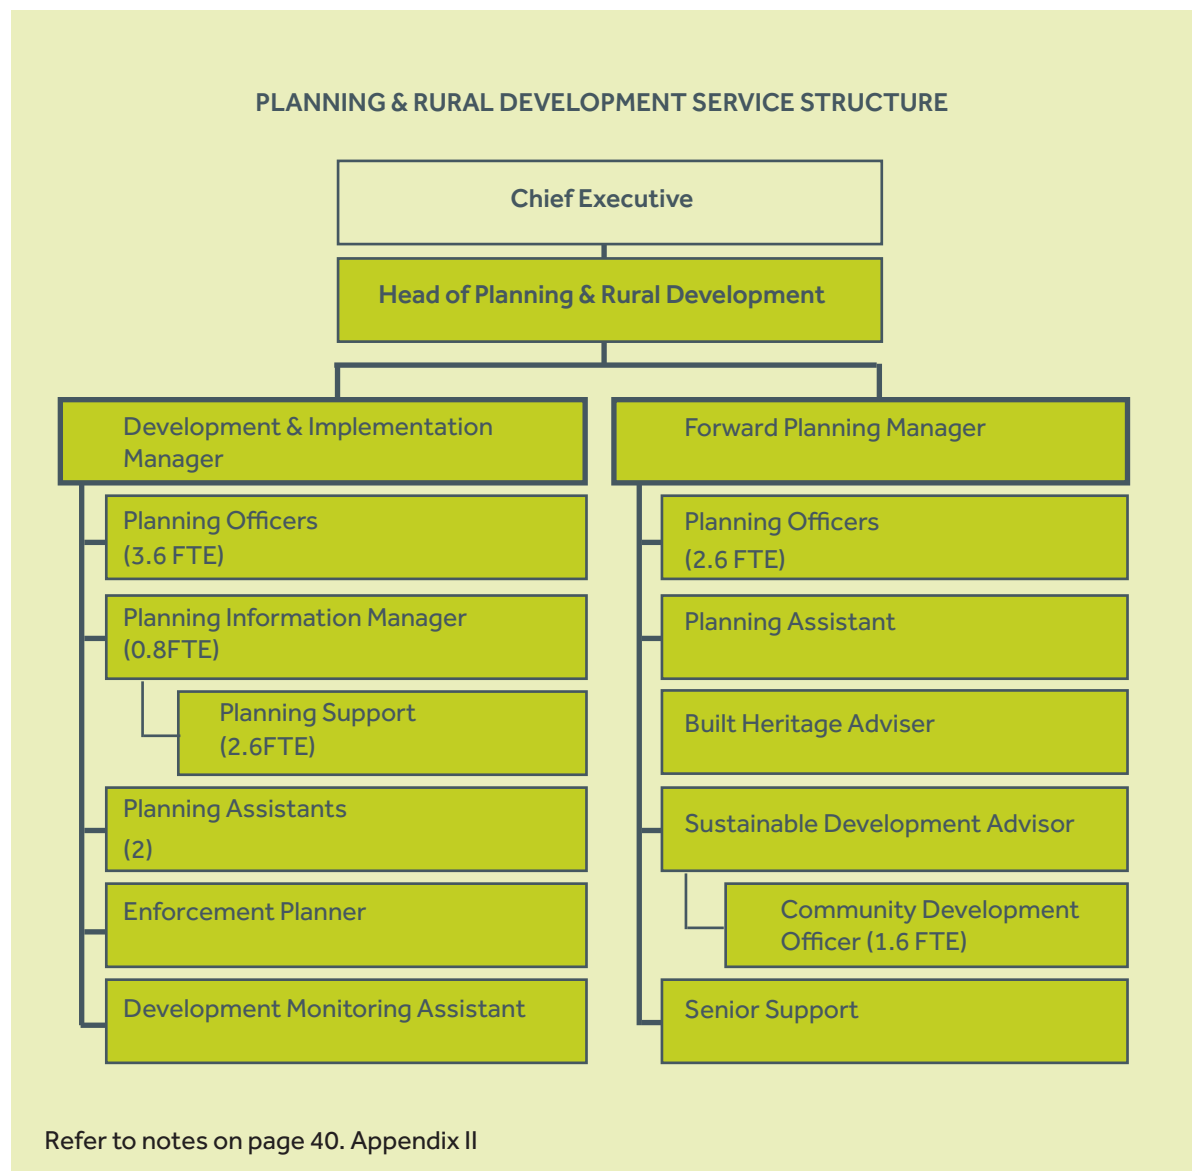 PLANNING & RURAL DEVELOPMENT SERVICE STRUCTURE
Chief Executive
Head of Planning & Rural Development
Development & Implementation
Manager
Planning Officers
(3.6 FTE)
Planning Information Manager
(0.8FTE)
Planning Support
(2.6FTE)
Planning Assistants
(2)
Enforcement Planner
Development Monitoring Assistant
Forward Planning Manager
Planning Officers
(2.6 FTE)
Planning Assistant
Built Heritage Adviser
Sustainable Development Advisor
Community Development
Officer (1.6 FTE)
Senior Support
Refer to notes on page 40. Appendix II